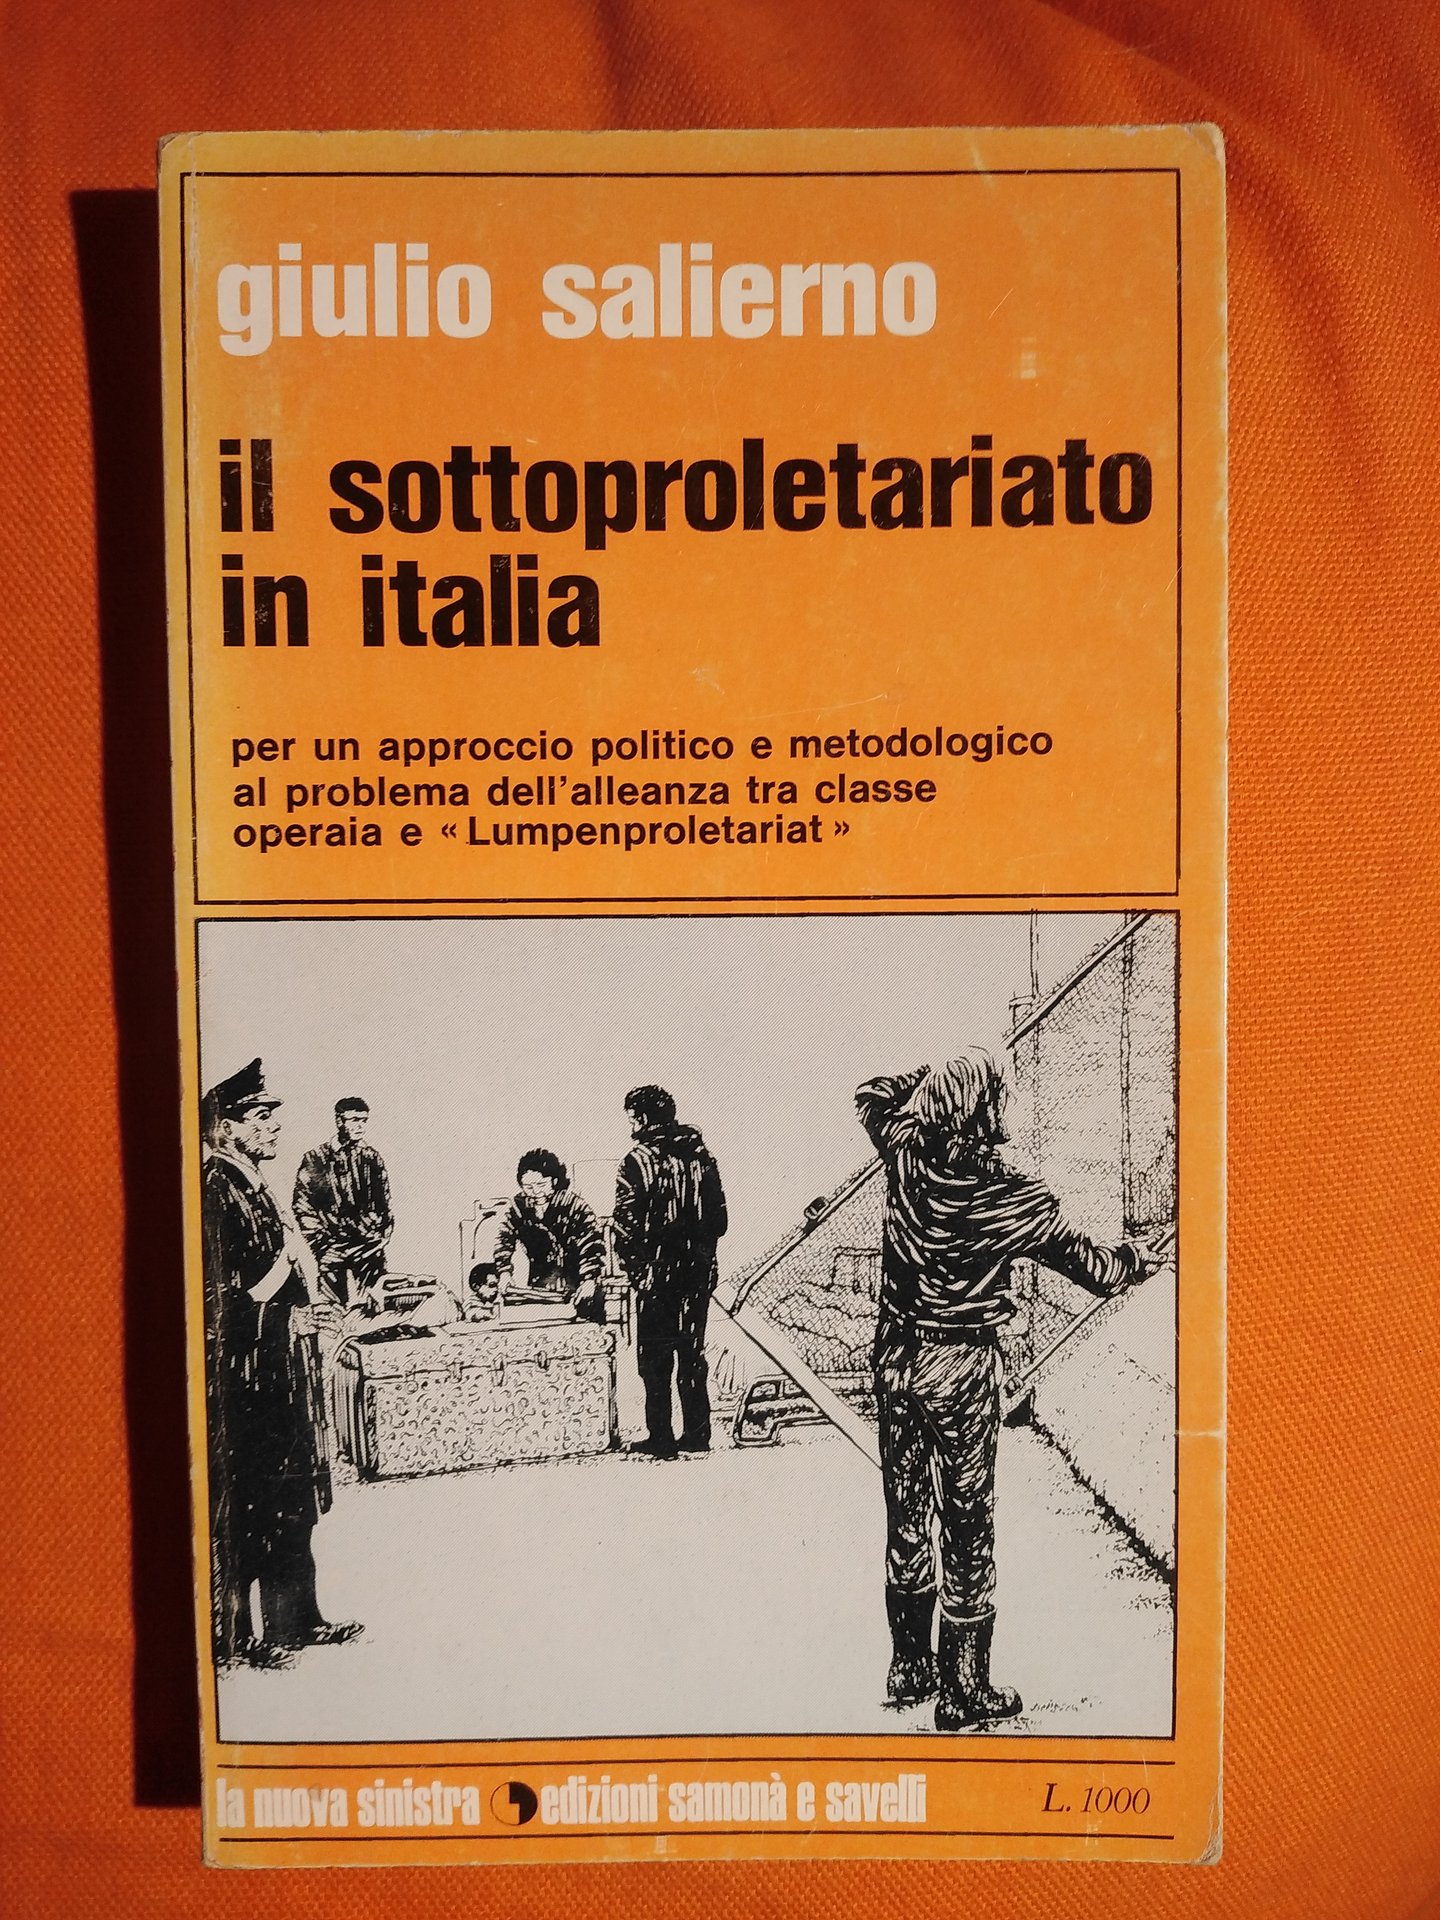 giulio salierno
il sottoproletariato
in italia
per un approccio politico e metodologico
al problema dell'alleanza tra classe
operaia e « Lumpenproletariat »
la nuova sinistra edizioni samonà e savelli L. 1000